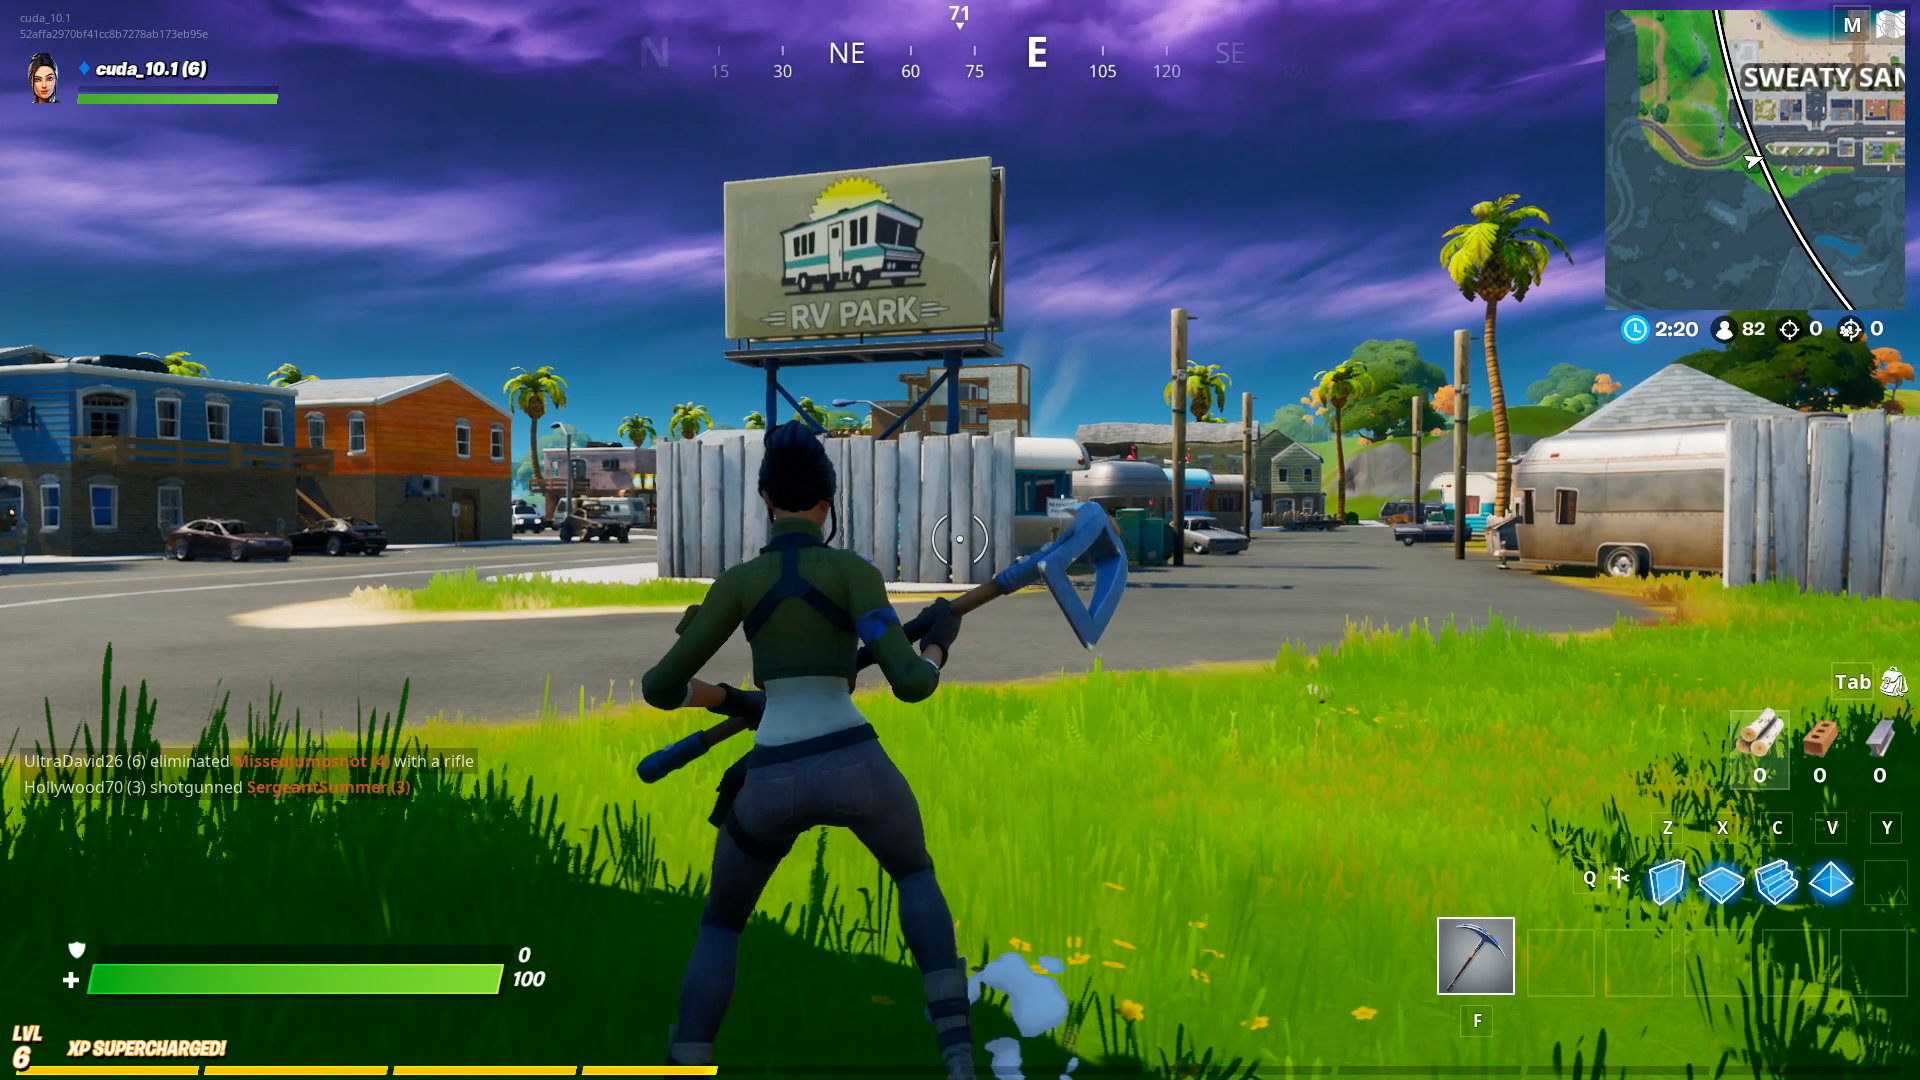 cuda_10.1
52affa2970bf41cc8b7278ab173eb95e
cuda_10.1 (6)
71
N 15 30 NE 60 75 E 105 120 SE 150
M
SWEATY SAN
2:20 82 0 0
RV PARK
Tab
0 0 0
UltraDavid26 (6) eliminated MissedJumpshot (4) with a rifle
Hollywood70 (3) shotgunned SergeantSummer (3)
Z X C V Y
Q
0
100
F
LVL
6
XP SUPERCHARGED!